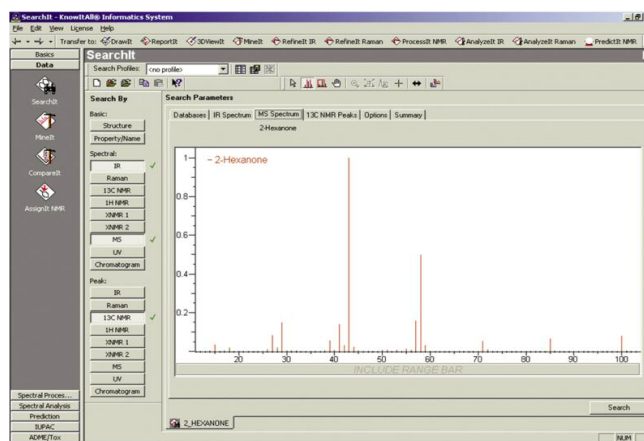 SearchIt - KnowItAll® Informatics System
File Edit View License Help
Transfer to: DrawIt ReportIt 3DViewIt MineIt RefineIt IR RefineIt Raman ProcessIt NMR AnalyzeIt IR AnalyzeIt Raman PredictIt NMR
Basics
Data
SearchIt
MineIt
CompareIt
AssignIt NMR
Spectral Proces...
Spectral Analysis
Prediction
IUPAC
ADME/Tox
SearchIt
Search Profiles: <no profile>
Search By
Basic:
Structure
Property/Name
Spectral:
IR
Raman
13C NMR
1H NMR
XNMR 1
XNMR 2
MS
UV
Chromatogram
Peak:
IR
Raman
13C NMR
1H NMR
XNMR 1
XNMR 2
MS
UV
Chromatogram
Search Parameters
Databases IR Spectrum MS Spectrum 13C NMR Peaks Options Summary
2-Hexanone
2-Hexanone
1
0.8
0.6
0.4
0.2
20 30 40 50 60 70 80 90 100
INCLUDE RANGE BAR
Search
2_HEXANONE
NUM